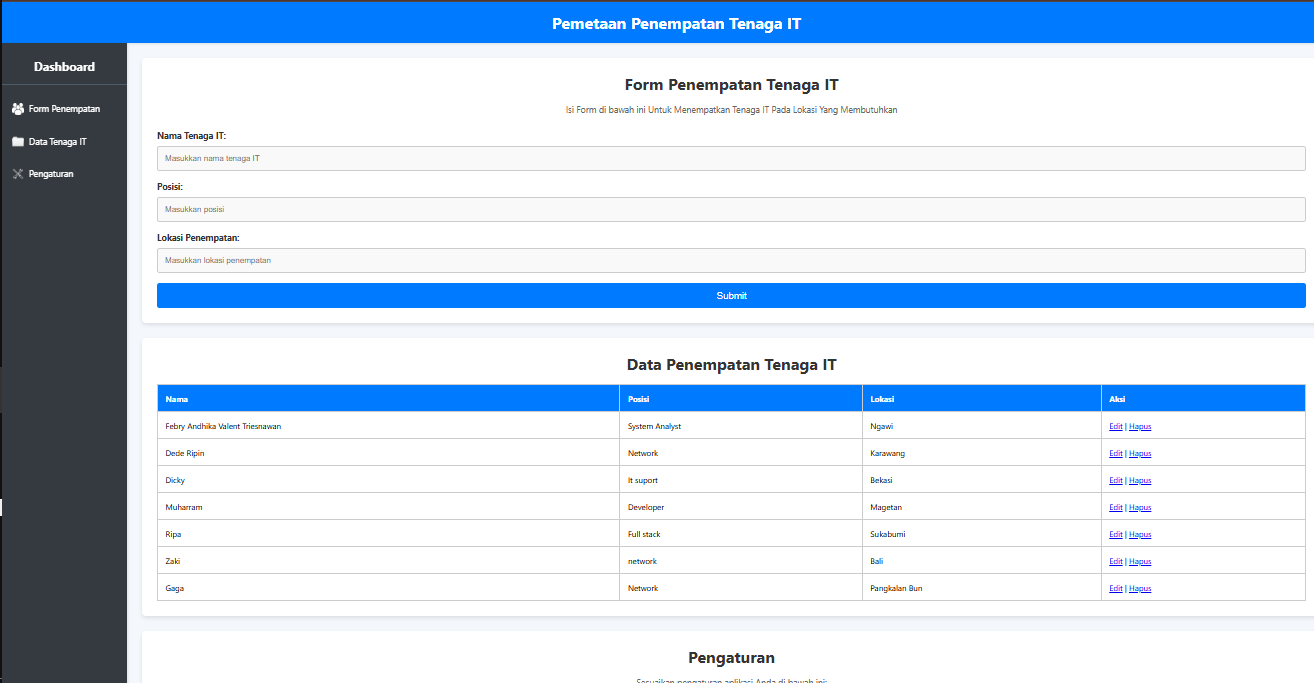 Pemetaan Penempatan Tenaga IT
Dashboard
Form Penempatan
Data Tenaga IT
Pengaturan
Form Penempatan Tenaga IT
Isi Form di bawah ini Untuk Menempatkan Tenaga IT Pada Lokasi Yang Membutuhkan
Nama Tenaga IT:
Masukkan nama tenaga IT
Posisi:
Masukkan posisi
Lokasi Penempatan:
Masukkan lokasi penempatan
Submit
Data Penempatan Tenaga IT
Nama Posisi Lokasi Aksi
Febry Andhika Valent Triesnawan System Analyst Ngawi Edit | Hapus
Dede Ripin Network Karawang Edit | Hapus
Dicky It suport Bekasi Edit | Hapus
Muharram Developer Magetan Edit | Hapus
Ripa Full stack Sukabumi Edit | Hapus
Zaki network Bali Edit | Hapus
Gaga Network Pangkalan Bun Edit | Hapus
Pengaturan
Sesuaikan pengaturan aplikasi Anda di bawah ini: